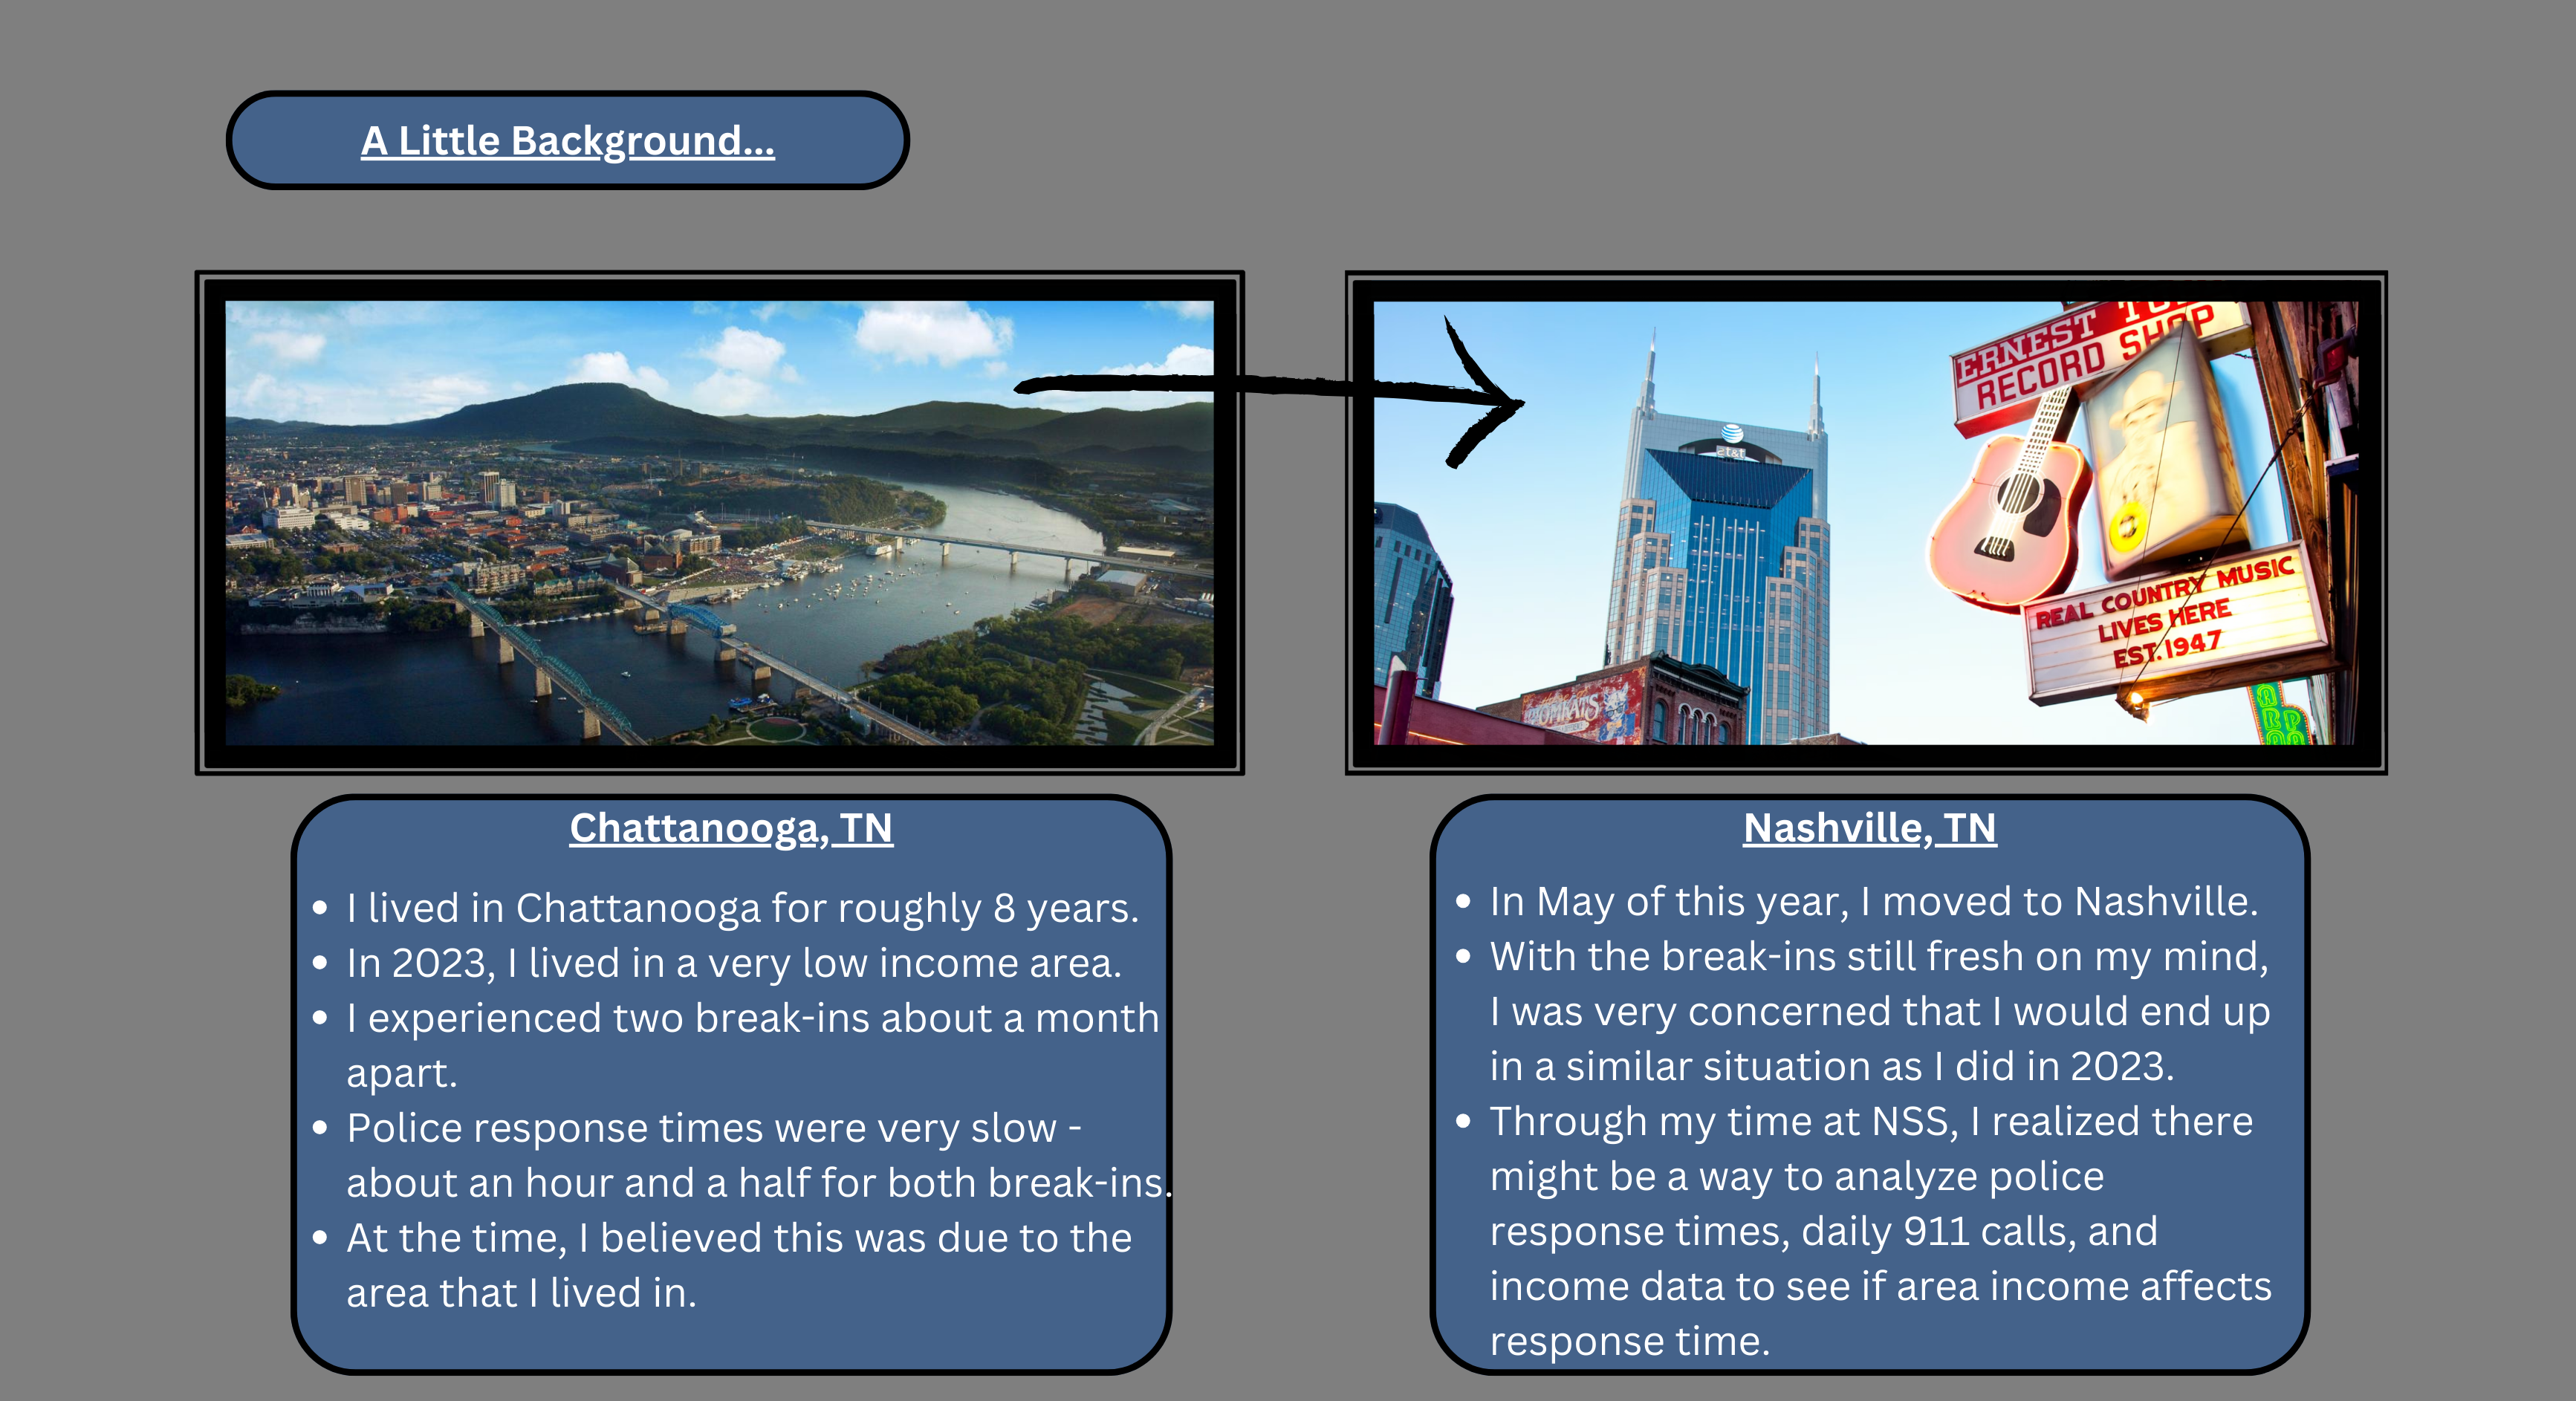 A Little Background...
ERNEST TU
RECORD SHOP
at&t
REAL COUNTRY MUSIC
LIVES HERE
EST.1947
Chattanooga, TN
• I lived in Chattanooga for roughly 8 years.
• In 2023, I lived in a very low income area.
• I experienced two break-ins about a month
apart.
• Police response times were very slow -
about an hour and a half for both break-ins.
• At the time, I believed this was due to the
area that I lived in.
Nashville, TN
• In May of this year, I moved to Nashville.
• With the break-ins still fresh on my mind,
I was very concerned that I would end up
in a similar situation as I did in 2023.
• Through my time at NSS, I realized there
might be a way to analyze police
response times, daily 911 calls, and
income data to see if area income affects
response time.